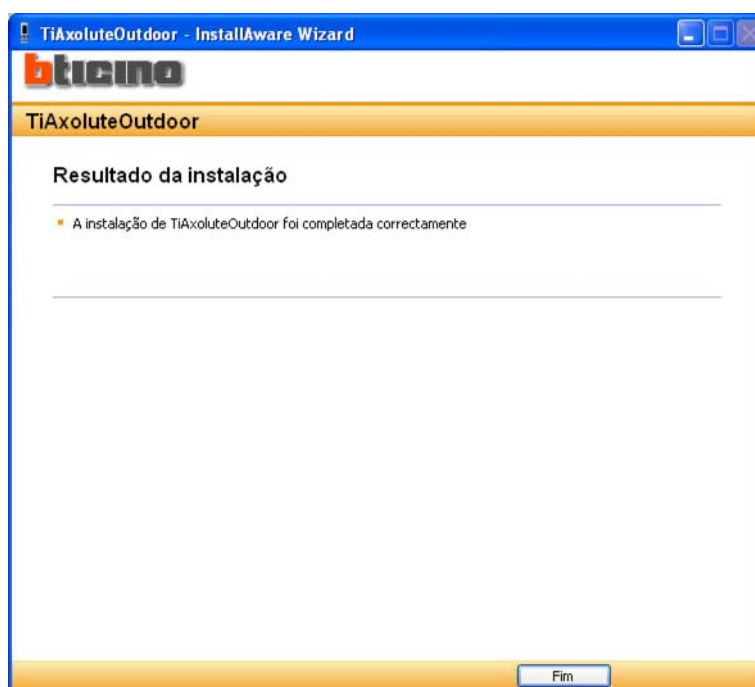 TiAxoluteOutdoor - InstallAware Wizard
bticino
TiAxoluteOutdoor
Resultado da instalação
A instalação de TiAxoluteOutdoor foi completada correctamente
Fim